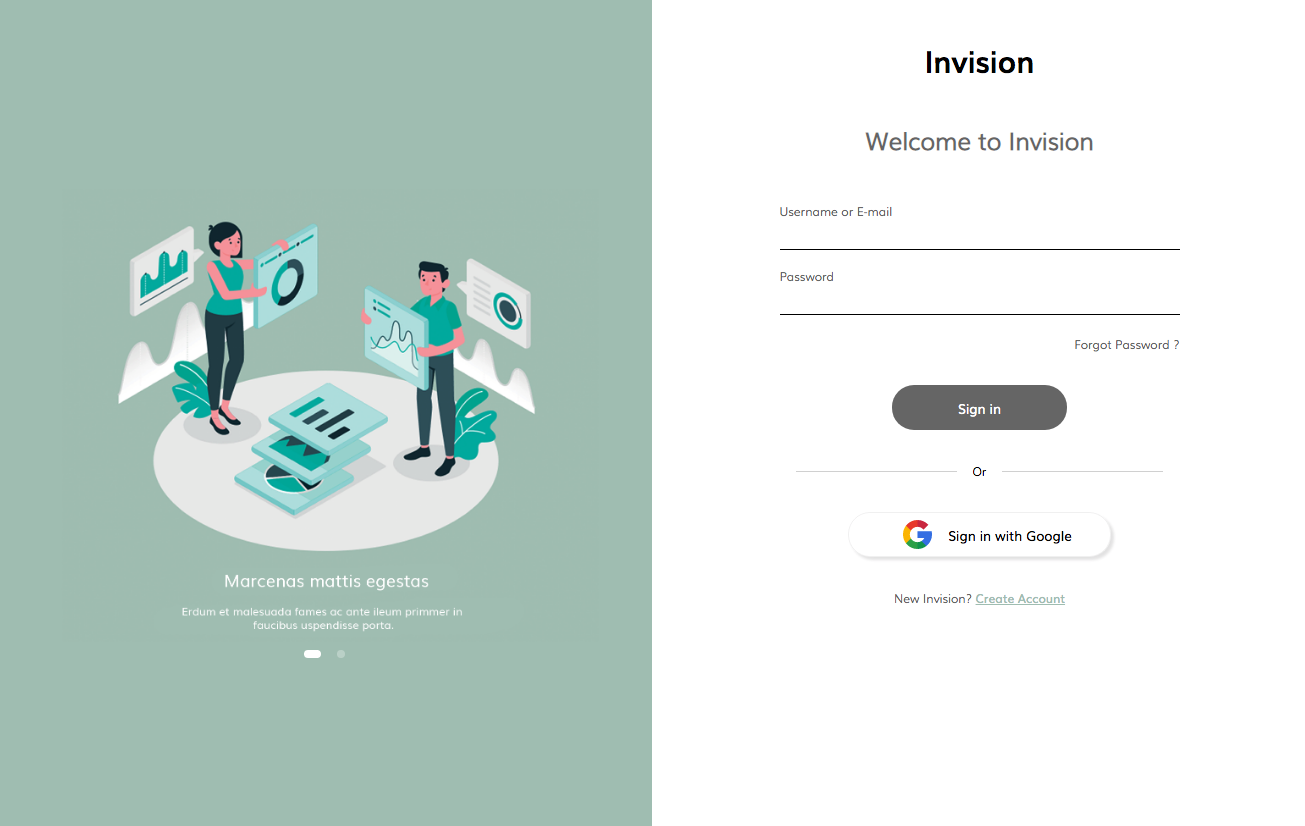 Invision
Welcome to Invision
Username or E-mail
Password
Forgot Password ?
Sign in
Or
Sign in with Google
New Invision? Create Account
Marcenas mattis egestas
Erdum et malesuada fames ac ante ileum primmer in
faucibus uspendisse porta.